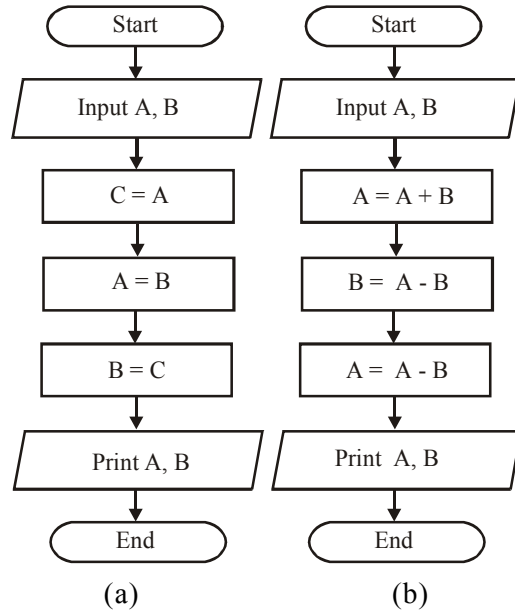 Start
Input A, B
C = A
A = B
B = C
Print A, B
End
(a)
Start
Input A, B
A = A + B
B = A - B
A = A - B
Print A, B
End
(b)